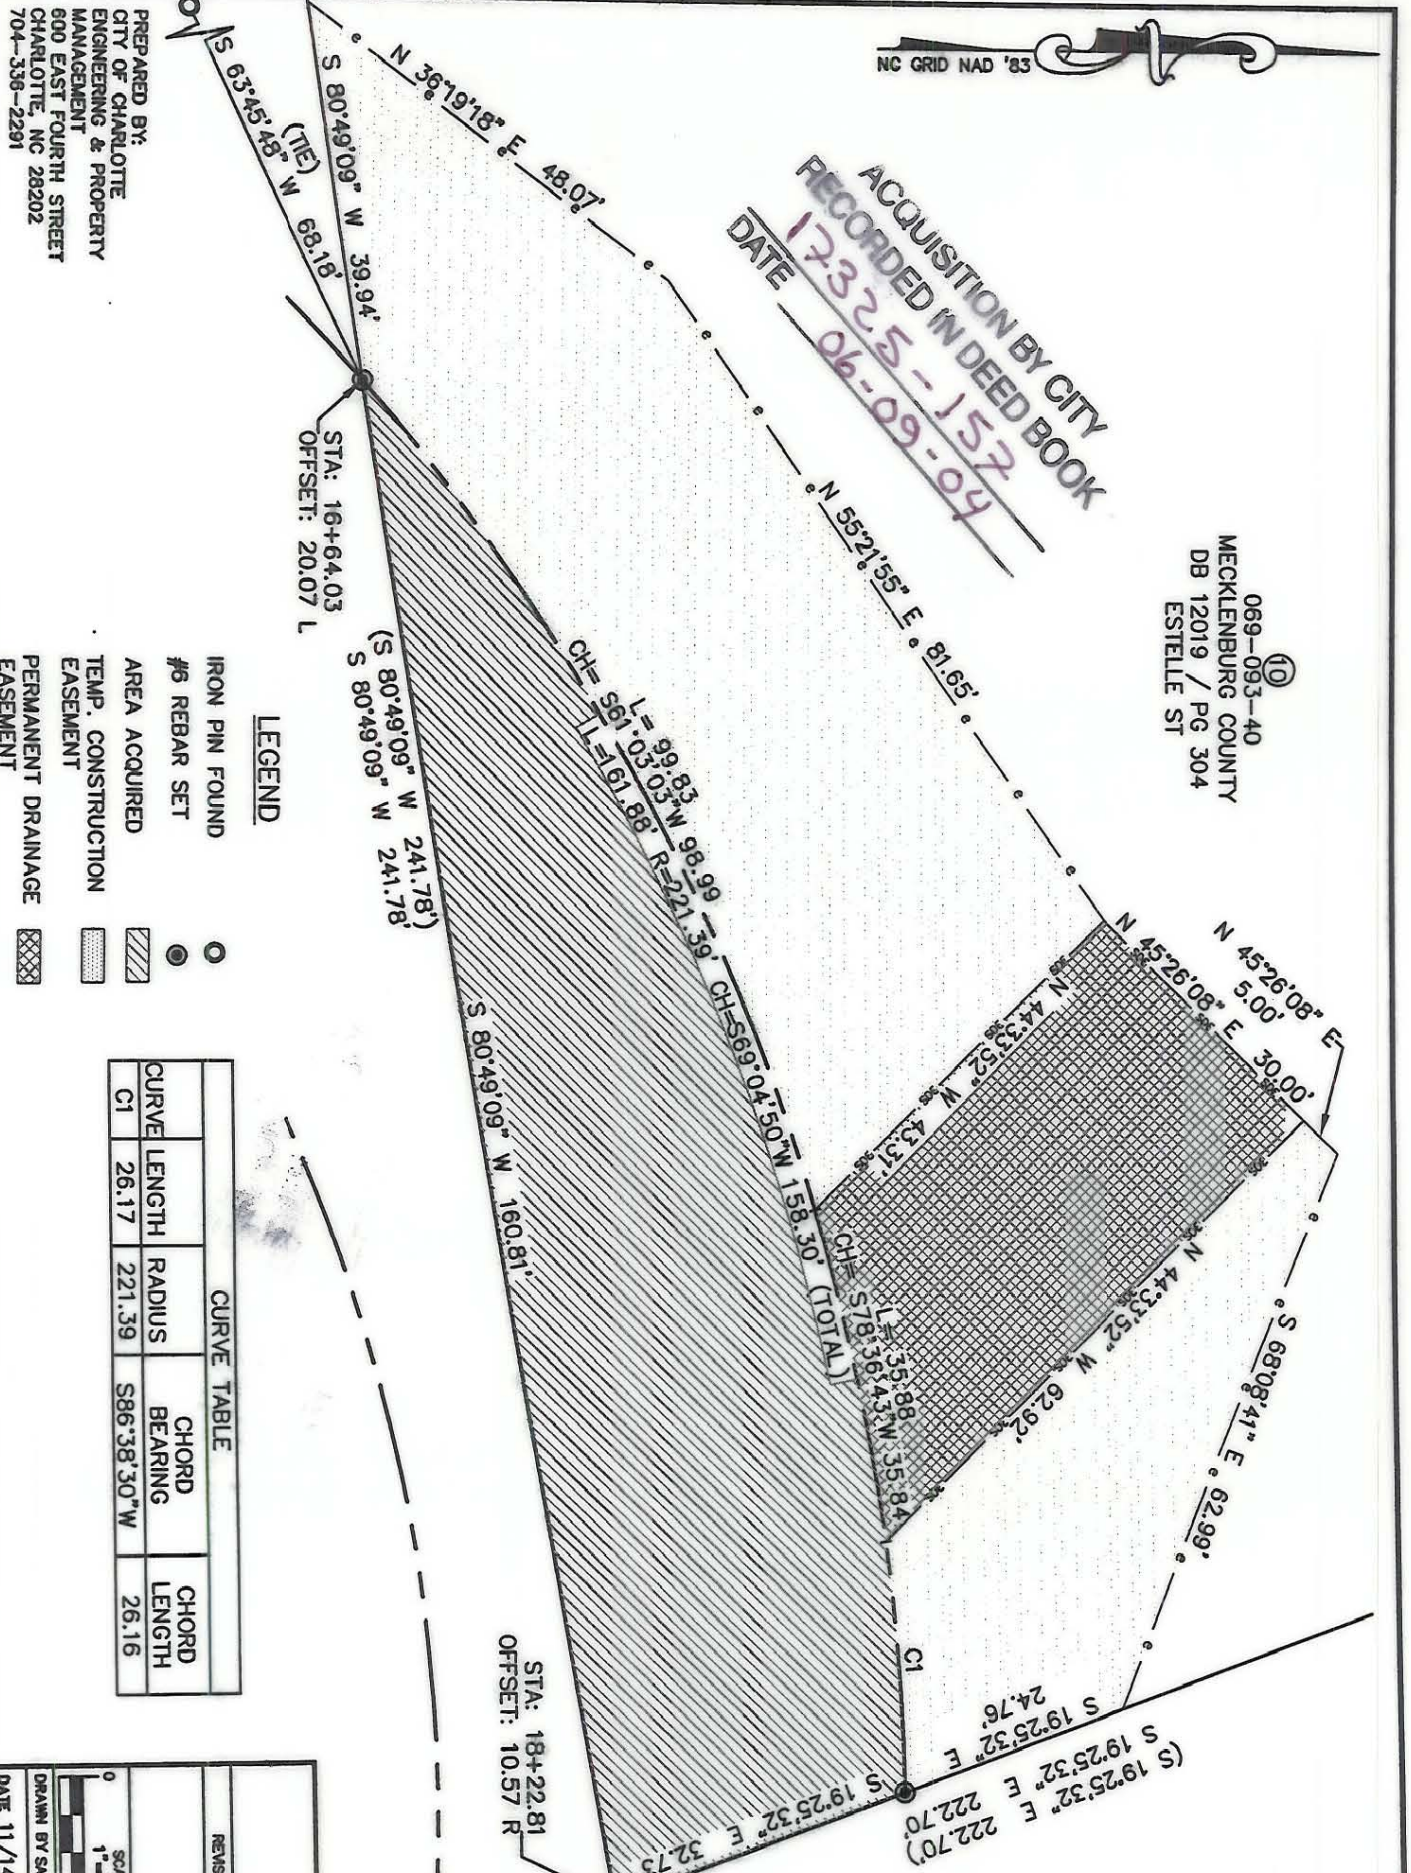 NC GRID NAD '83
ACQUISITION BY CITY
RECORDED IN DEED BOOK
17325-157
DATE 06-09-04
10
069-093-40
MECKLENBURG COUNTY
DB 12019 / PG 304
ESTELLE ST
N 36°19'18" E 48.07'
N 55°21'55" E 81.65'
N 45°26'08" E 30.00'
N 45°26'08" E
5.00'
S 68°08'41" E 62.99'
N 44°33'52" W 43.31'
N 44°33'52" W 62.92'
S 80°49'09" W 39.94'
(TIE)
S 63°45'48" W 68.18'
STA: 16+64.03
OFFSET: 20.07 L
L= 99.83
CH= S61°03'03"W 98.99
L=161.88' R=221.39' CH=S69°04'50"W 158.30' (TOTAL)
L= 35.88
CH= S78°36'43"W 35.84
C1
(S 80°49'09" W 241.78')
S 80°49'09" W 241.78'
S 80°49'09" W 160.81'
S 19°25'32" E
24.76'
(S 19°25'32" E 222.70')
S 19°25'32" E 222.70'
S 19°25'32" E 32.73
STA: 18+22.81
OFFSET: 10.57 R
PREPARED BY:
CITY OF CHARLOTTE
ENGINEERING & PROPERTY
MANAGEMENT
600 EAST FOURTH STREET
CHARLOTTE, NC 28202
704-336-2291
LEGEND
IRON PIN FOUND
#6 REBAR SET
AREA ACQUIRED
TEMP. CONSTRUCTION
EASEMENT
PERMANENT DRAINAGE
EASEMENT
CURVE TABLE
CURVE LENGTH RADIUS CHORD BEARING CHORD LENGTH
C1 26.17 221.39 S86°38'30"W 26.16
REVIS
SCA
0
1"=
DRAWN BY SA
DATE 11/14